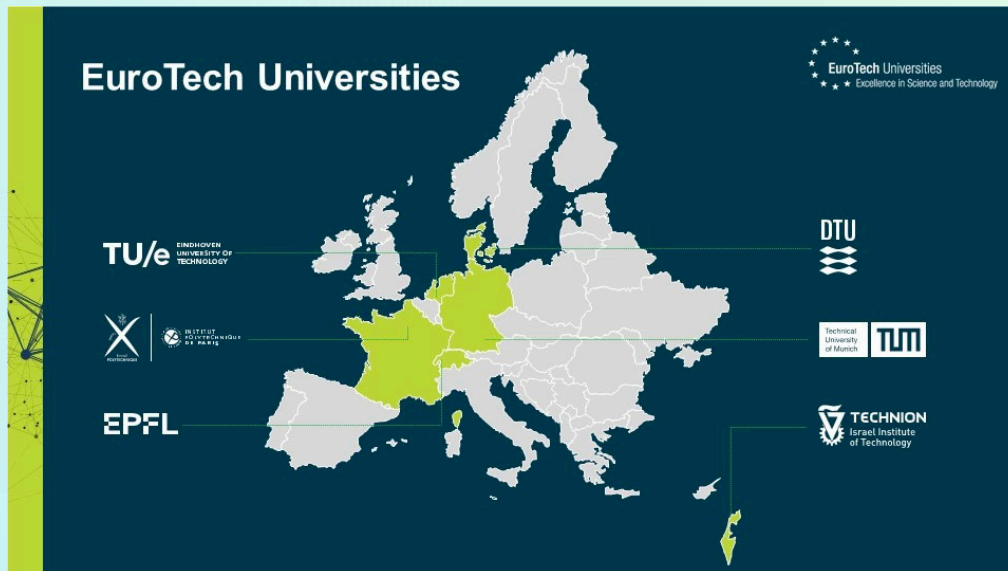 EuroTech Universities
EuroTech Universities
Excellence in Science and Technology
TU/e
EINDHOVEN
UNIVERSITY OF
TECHNOLOGY
DTU
INSTITUT
POLYTECHNIQUE
DE PARIS
Technical
University
of Munich
TUM
EPFL
TECHNION
Israel Institute
of Technology